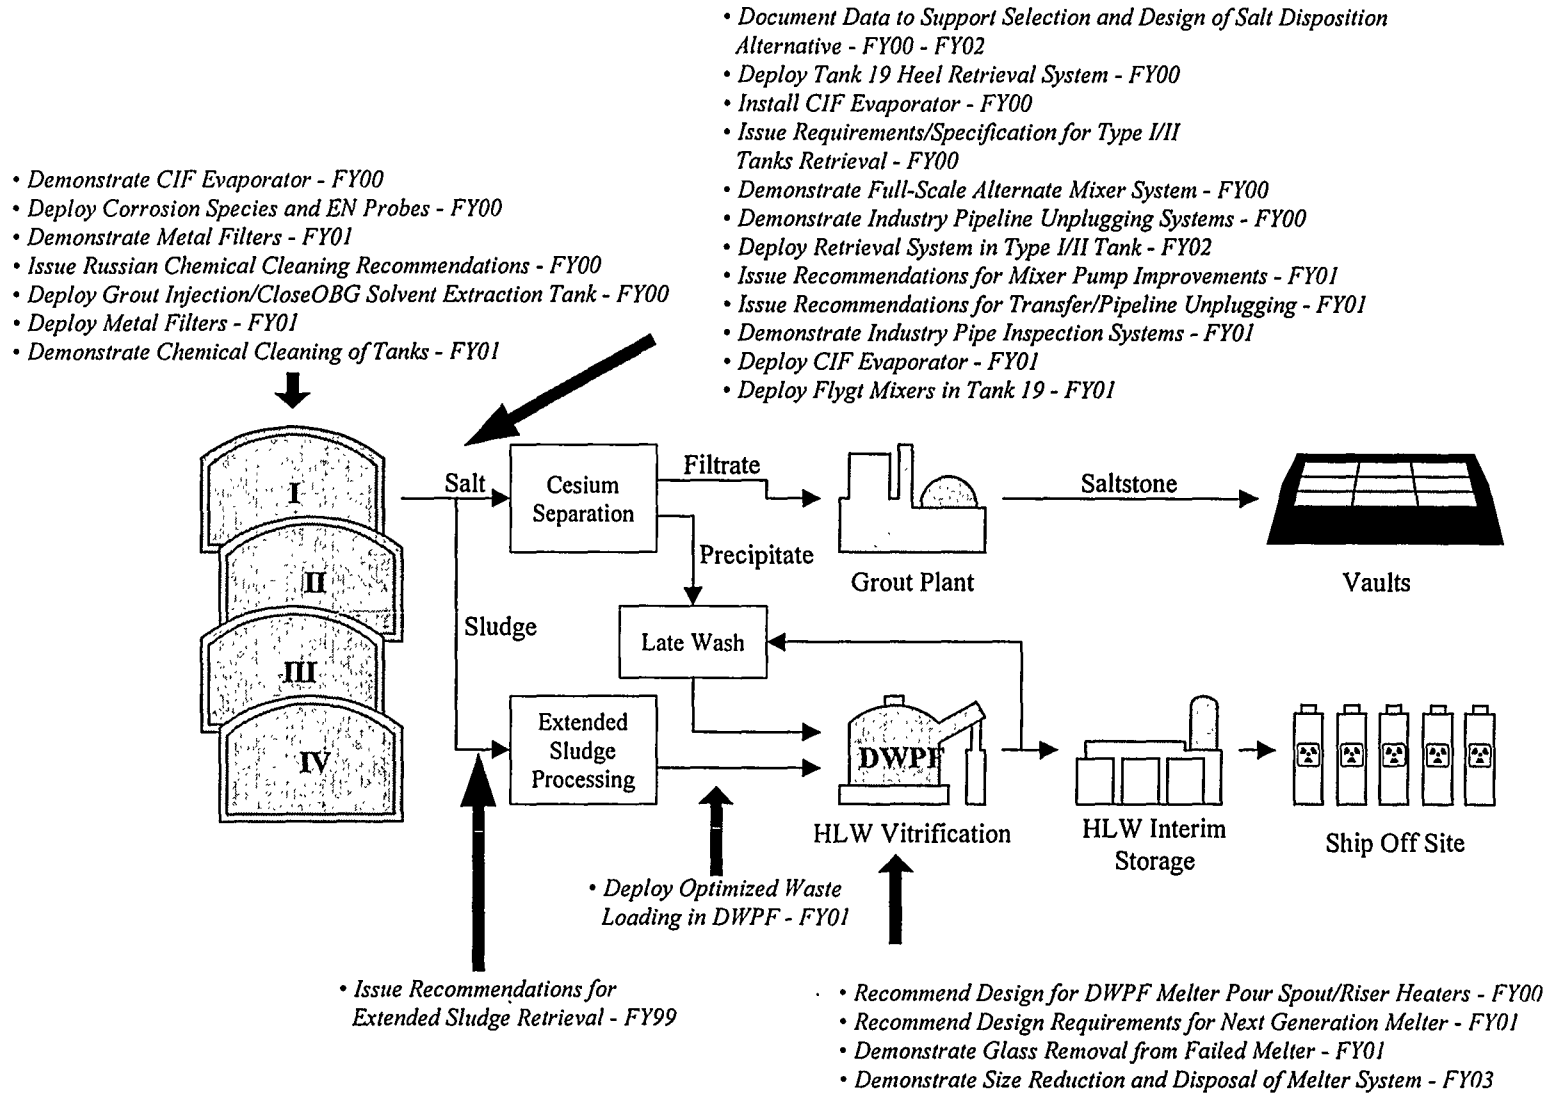 • Document Data to Support Selection and Design of Salt Disposition
Alternative - FY00 - FY02
• Deploy Tank 19 Heel Retrieval System - FY00
• Install CIF Evaporator - FY00
• Issue Requirements/Specification for Type I/II
Tanks Retrieval - FY00
• Demonstrate Full-Scale Alternate Mixer System - FY00
• Demonstrate Industry Pipeline Unplugging Systems - FY00
• Deploy Retrieval System in Type I/II Tank - FY02
• Issue Recommendations for Mixer Pump Improvements - FY01
• Issue Recommendations for Transfer/Pipeline Unplugging - FY01
• Demonstrate Industry Pipe Inspection Systems - FY01
• Deploy CIF Evaporator - FY01
• Deploy Flygt Mixers in Tank 19 - FY01
• Demonstrate CIF Evaporator - FY00
• Deploy Corrosion Species and EN Probes - FY00
• Demonstrate Metal Filters - FY01
• Issue Russian Chemical Cleaning Recommendations - FY00
• Deploy Grout Injection/CloseOBG Solvent Extraction Tank - FY00
• Deploy Metal Filters - FY01
• Demonstrate Chemical Cleaning of Tanks - FY01
I
II
III
IV
Salt
Sludge
Cesium
Separation
Filtrate
Precipitate
Grout Plant
Saltstone
Vaults
Late Wash
Extended
Sludge
Processing
DWPF
HLW Vitrification
HLW Interim
Storage
Ship Off Site
• Deploy Optimized Waste
Loading in DWPF - FY01
• Issue Recommendations for
Extended Sludge Retrieval - FY99
• Recommend Design for DWPF Melter Pour Spout/Riser Heaters - FY00
• Recommend Design Requirements for Next Generation Melter - FY01
• Demonstrate Glass Removal from Failed Melter - FY01
• Demonstrate Size Reduction and Disposal of Melter System - FY03